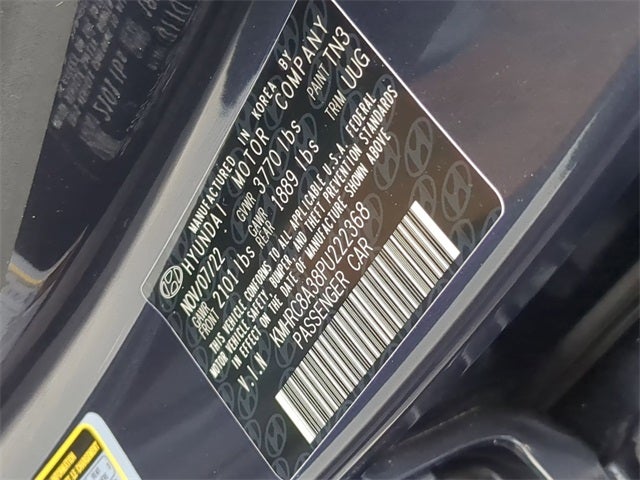 MANUFACTURED IN KOREA BY
HYUNDAI MOTOR COMPANY
NOV/07/22 GVWR 3770 lbs PAINT TN3
GAWR FRONT 2101 lbs GAWR REAR 1889 lbs TRIM UUG
THIS VEHICLE CONFORMS TO ALL APPLICABLE U.S.A. FEDERAL
MOTOR VEHICLE SAFETY, BUMPER, AND THEFT PREVENTION STANDARDS
IN EFFECT ON THE DATE OF MANUFACTURE SHOWN ABOVE
V.I.N KMHRC8A38PU222368
PASSENGER CAR